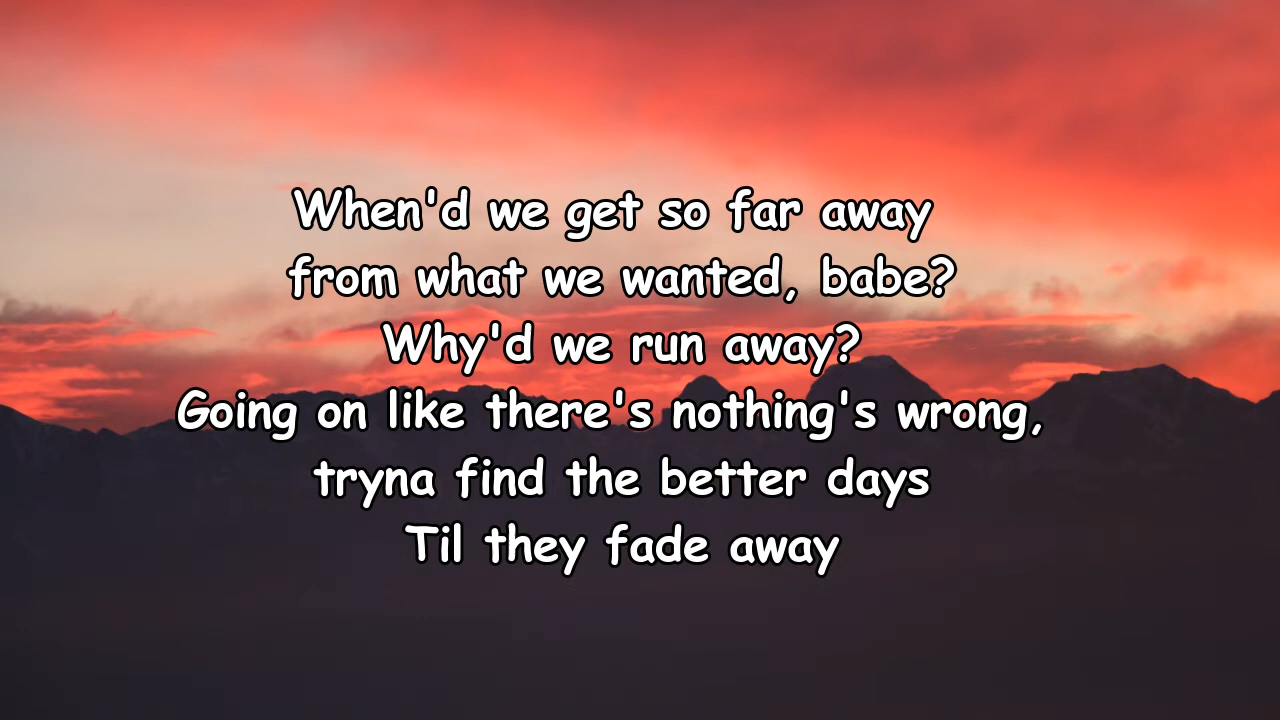 When'd we get so far away
from what we wanted, babe?
Why'd we run away?
Going on like there's nothing's wrong,
tryna find the better days
Til they fade away